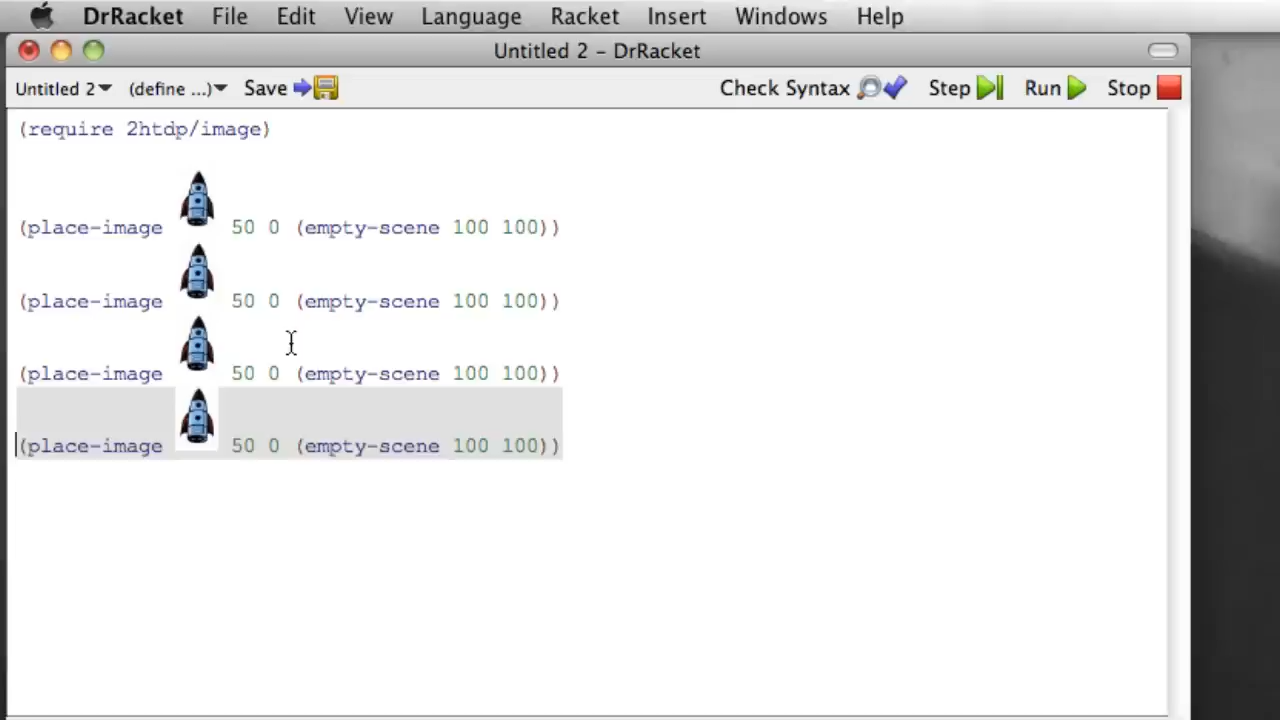 DrRacket File Edit View Language Racket Insert Windows Help
Untitled 2 - DrRacket
Untitled 2 (define ...) Save Check Syntax Step Run Stop
(require 2htdp/image)
(place-image 50 0 (empty-scene 100 100))
(place-image 50 0 (empty-scene 100 100))
(place-image 50 0 (empty-scene 100 100))
(place-image 50 0 (empty-scene 100 100))